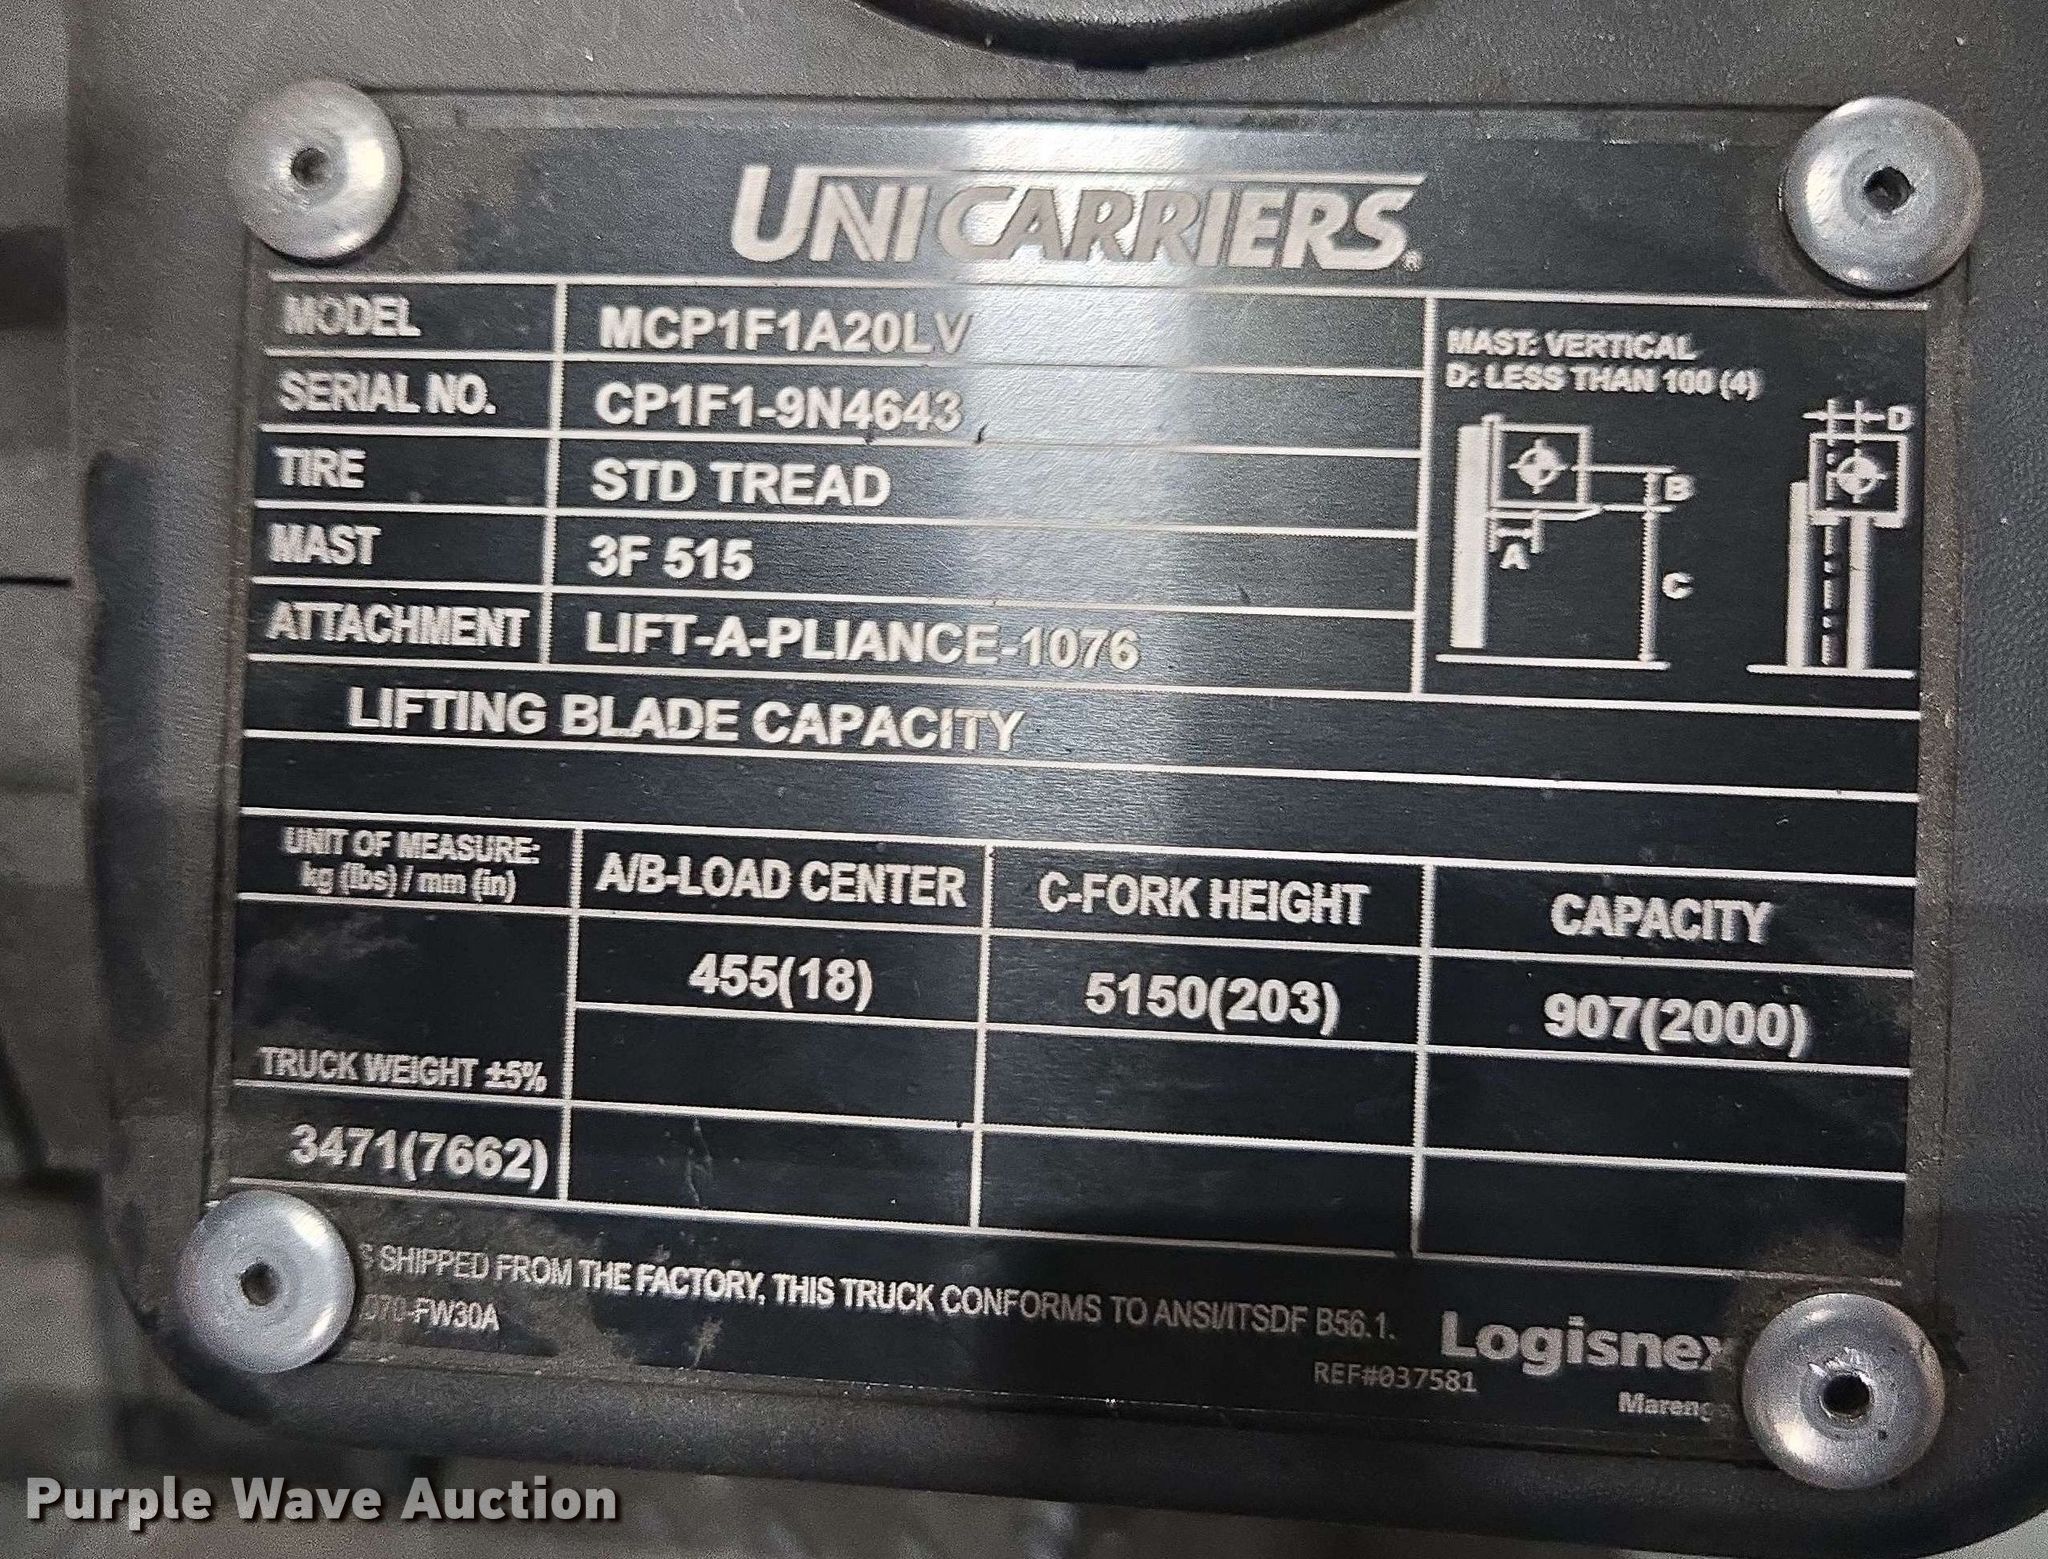 UNICARRIERS®
MODEL MCP1F1A20LV
SERIAL NO. CP1F1-9N4643
TIRE STD TREAD
MAST 3F 515
ATTACHMENT LIFT-A-PLIANCE-1076
MAST: VERTICAL
D: LESS THAN 100 (4)
D
B
A
C
LIFTING BLADE CAPACITY
UNIT OF MEASURE:
kg (lbs) / mm (in)
A/B-LOAD CENTER C-FORK HEIGHT CAPACITY
455(18) 5150(203) 907(2000)
TRUCK WEIGHT ±5%
3471(7662)
SHIPPED FROM THE FACTORY, THIS TRUCK CONFORMS TO ANSI/ITSDF B56.1.
070-FW30A
Logisnex
REF#037581
Mareng
Purple Wave Auction